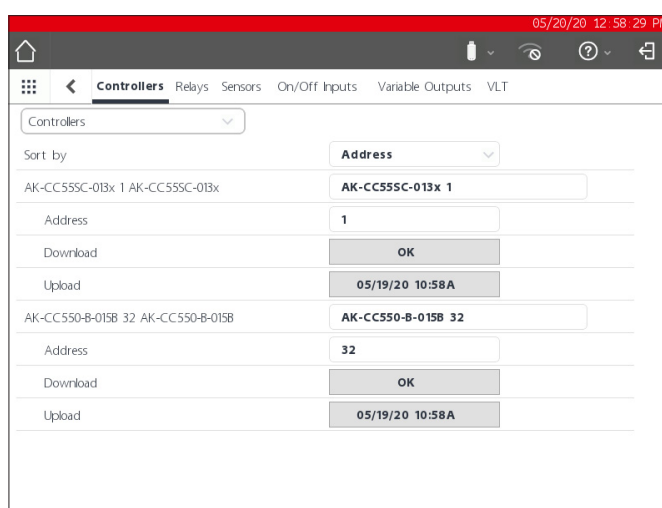 05/20/20 12:58:29 PM
Controllers Relays Sensors On/Off Inputs Variable Outputs VLT
Controllers
Sort by Address
AK-CC55SC-013x 1 AK-CC55SC-013x AK-CC55SC-013x 1
Address 1
Download OK
Upload 05/19/20 10:58A
AK-CC550-B-015B 32 AK-CC550-B-015B AK-CC550-B-015B 32
Address 32
Download OK
Upload 05/19/20 10:58A